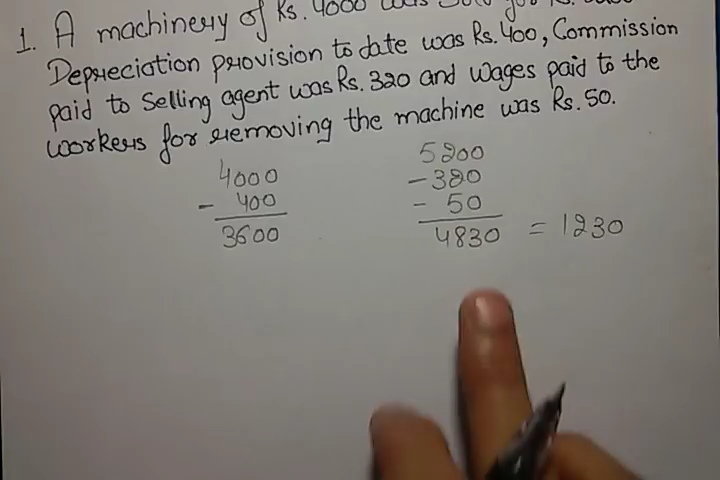 1. A machinery of Rs. 4000
Depreciation provision to date was Rs. 400, Commission
paid to Selling agent was Rs. 320 and wages paid to the
workers for removing the machine was Rs. 50.
4000
- 400
3600
5200
- 320
- 50
4830 = 1230